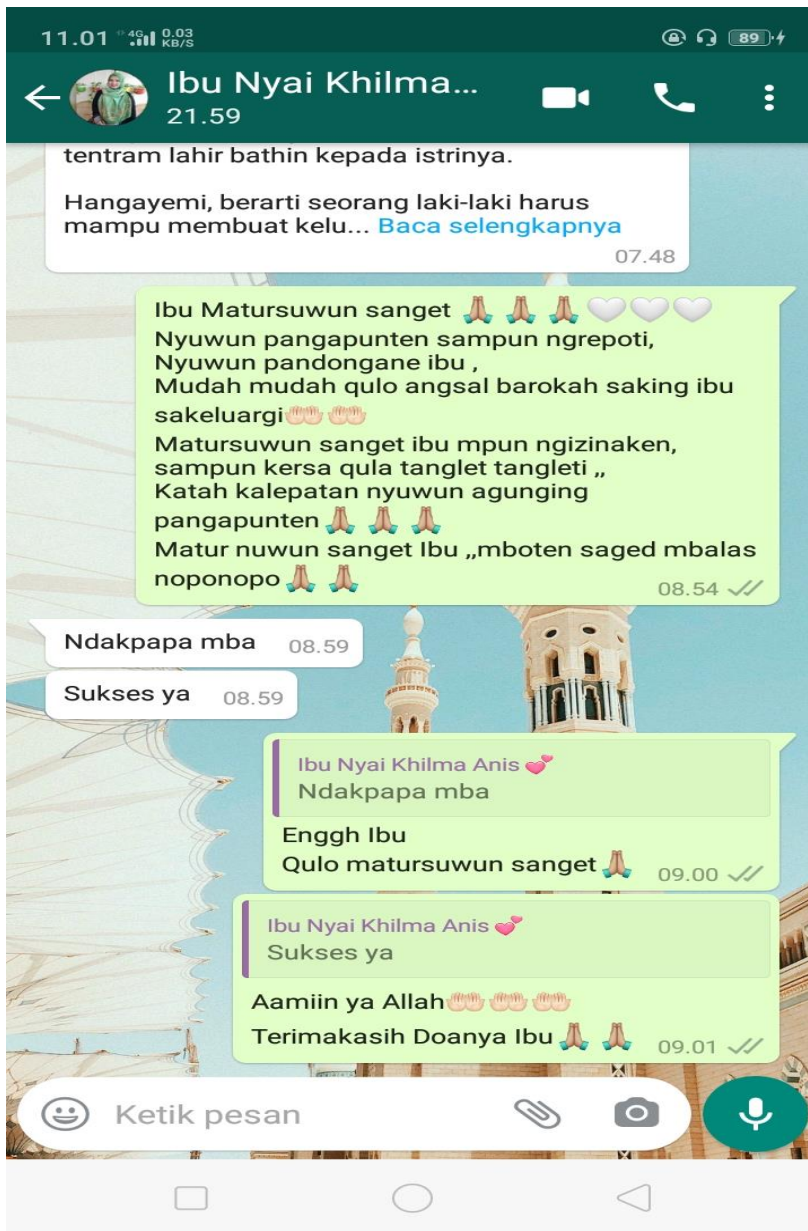 11.01 4G 0.03 KB/S 89
Ibu Nyai Khilma...
21.59
tentram lahir bathin kepada istrinya.
Hangayemi, berarti seorang laki-laki harus
mampu membuat kelu... Baca selengkapnya
07.48
Ibu Matursuwun sanget 🙏🏽 🙏🏽 🙏🏽 🤍🤍🤍
Nyuwun pangapunten sampun ngrepoti,
Nyuwun pandongane ibu ,
Mudah mudah qulo angsal barokah saking ibu
sakeluargi🤲🏻 🤲🏻
Matursuwun sanget ibu mpun ngizinaken,
sampun kersa qula tanglet tangleti ,,
Katah kalepatan nyuwun agunging
pangapunten 🙏🏽 🙏🏽 🙏🏽
Matur nuwun sanget Ibu ,,mboten saged mbalas
noponopo 🙏🏽 🙏🏽
08.54
Ndakpapa mba 08.59
Sukses ya 08.59
Ibu Nyai Khilma Anis 💕
Ndakpapa mba
Enggh Ibu
Qulo matursuwun sanget 🙏🏽 09.00
Ibu Nyai Khilma Anis 💕
Sukses ya
Aamiin ya Allah🤲🏻 🤲🏻 🤲🏻
Terimakasih Doanya Ibu 🙏🏽 🙏🏽 09.01
Ketik pesan